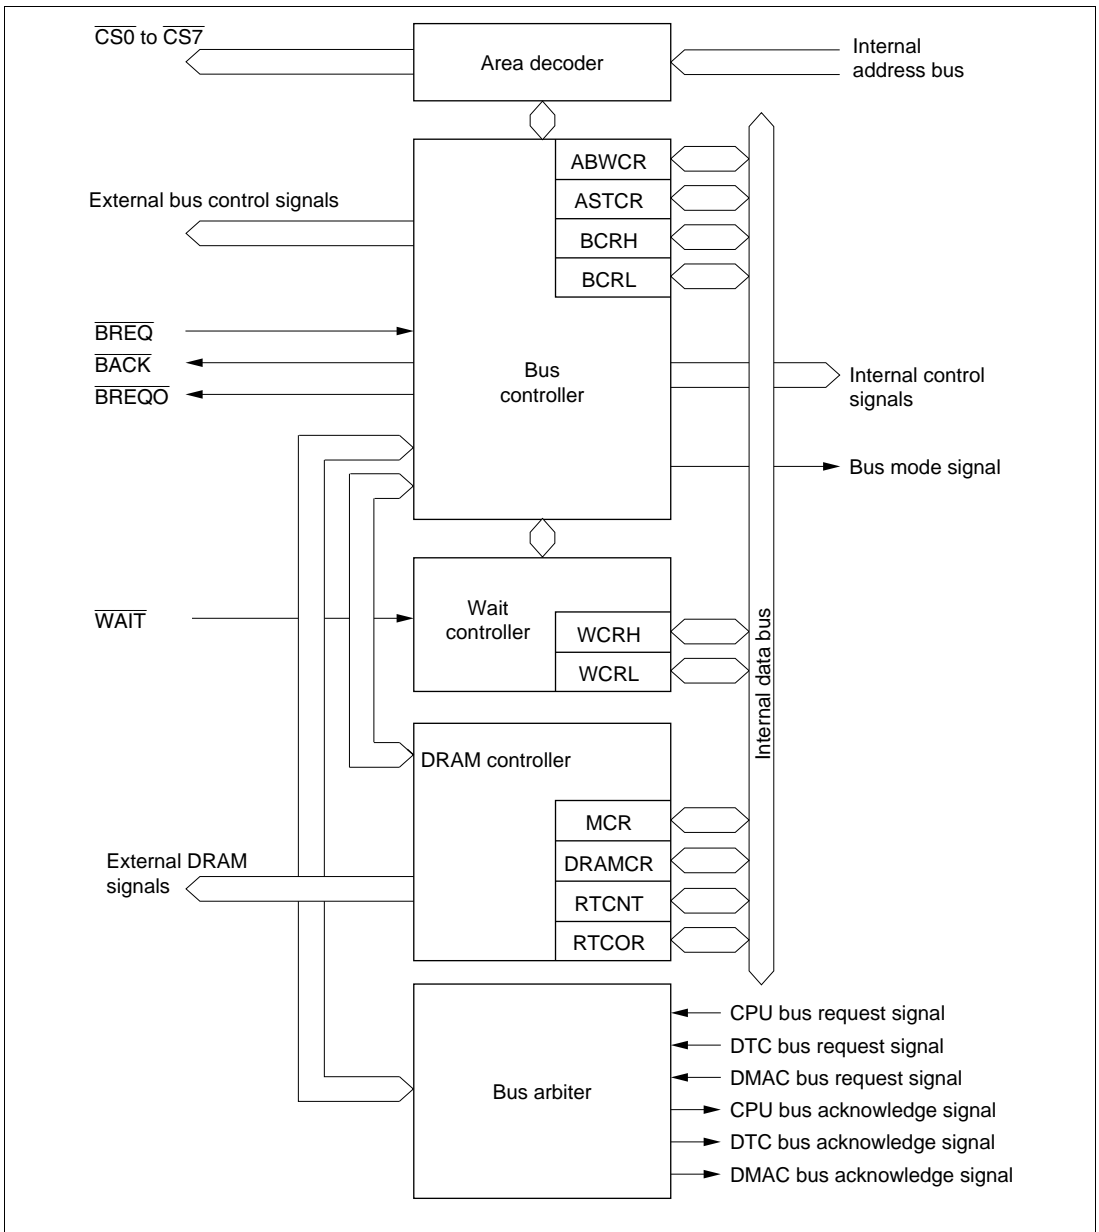 CS0 to CS7
Area decoder
Internal
address bus
ABWCR
ASTCR
External bus control signals
BCRH
BCRL
BREQ
BACK
BREQO
Bus
controller
Internal control
signals
Bus mode signal
WAIT
Wait
controller
WCRH
WCRL
Internal data bus
DRAM controller
MCR
External DRAM
signals
DRAMCR
RTCNT
RTCOR
Bus arbiter
CPU bus request signal
DTC bus request signal
DMAC bus request signal
CPU bus acknowledge signal
DTC bus acknowledge signal
DMAC bus acknowledge signal